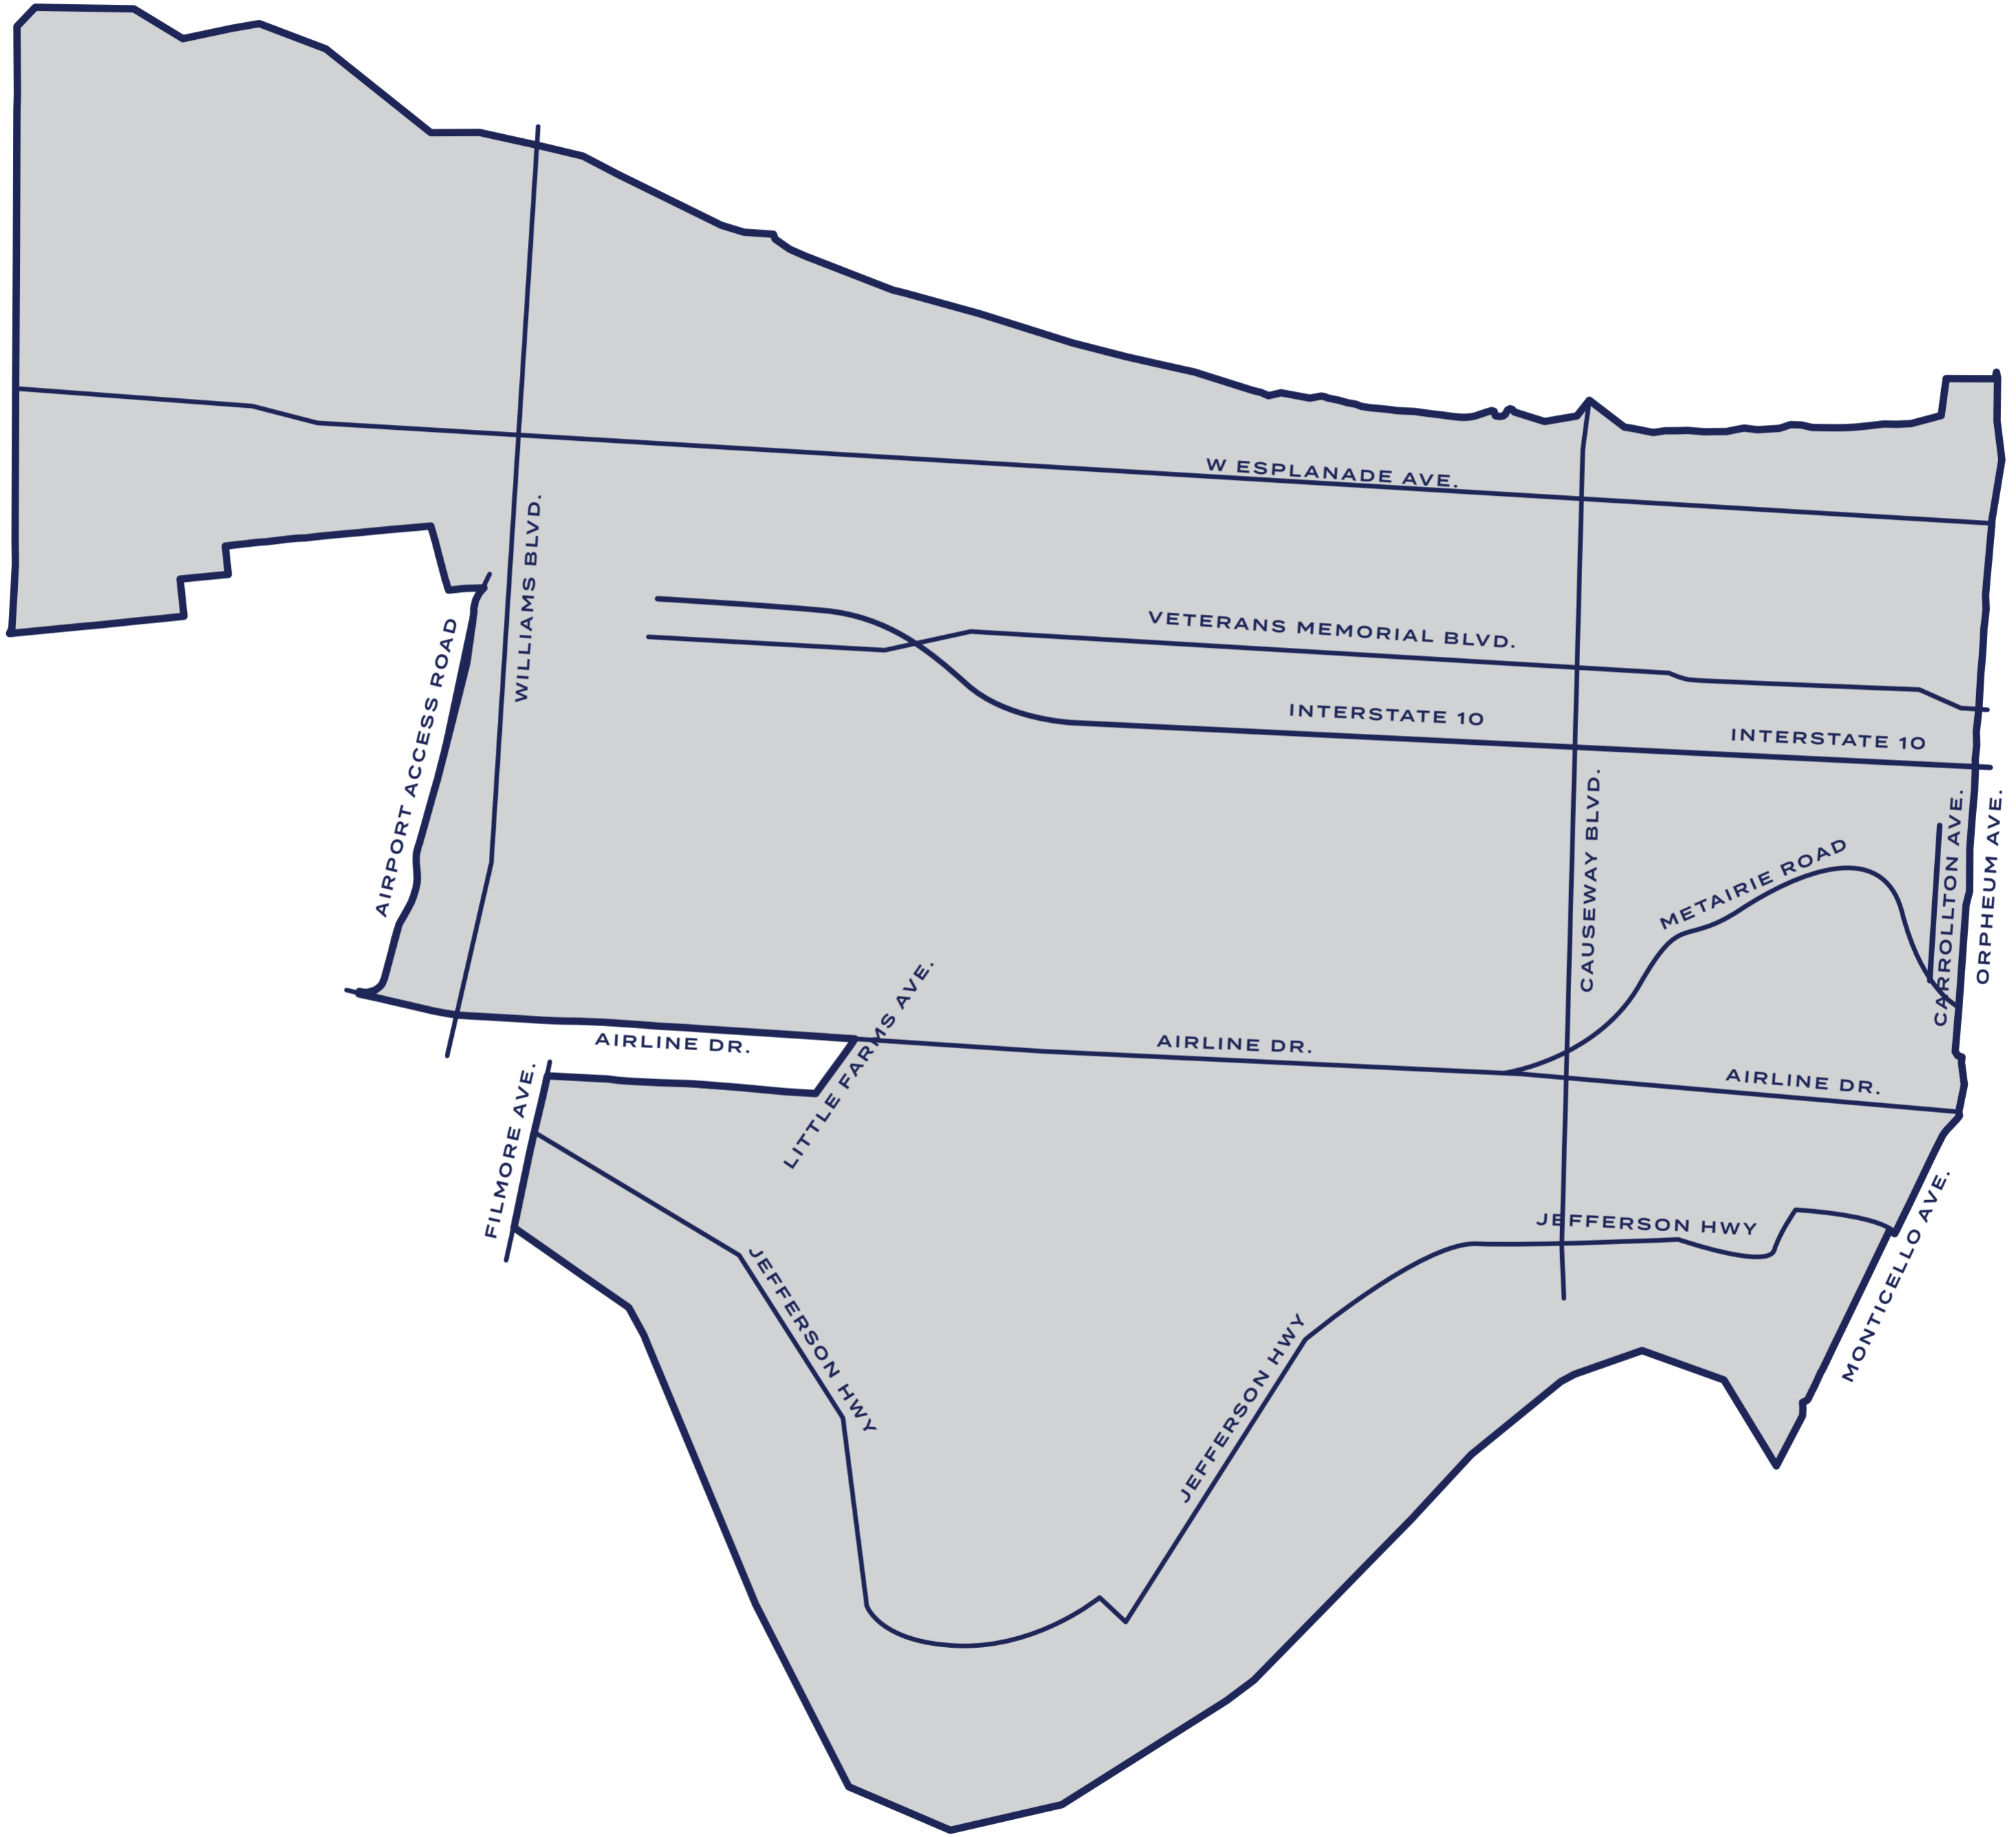 W ESPLANADE AVE.
WILLIAMS BLVD.
VETERANS MEMORIAL BLVD.
AIRPORT ACCESS ROAD
INTERSTATE 10
INTERSTATE 10
CAUSEWAY BLVD.
METAIRIE ROAD
CARROLLTON AVE.
ORPHEUM AVE.
LITTLE FARMS AVE.
AIRLINE DR.
AIRLINE DR.
AIRLINE DR.
FILMORE AVE.
JEFFERSON HWY
MONTICELLO AVE.
JEFFERSON HWY
JEFFERSON HWY